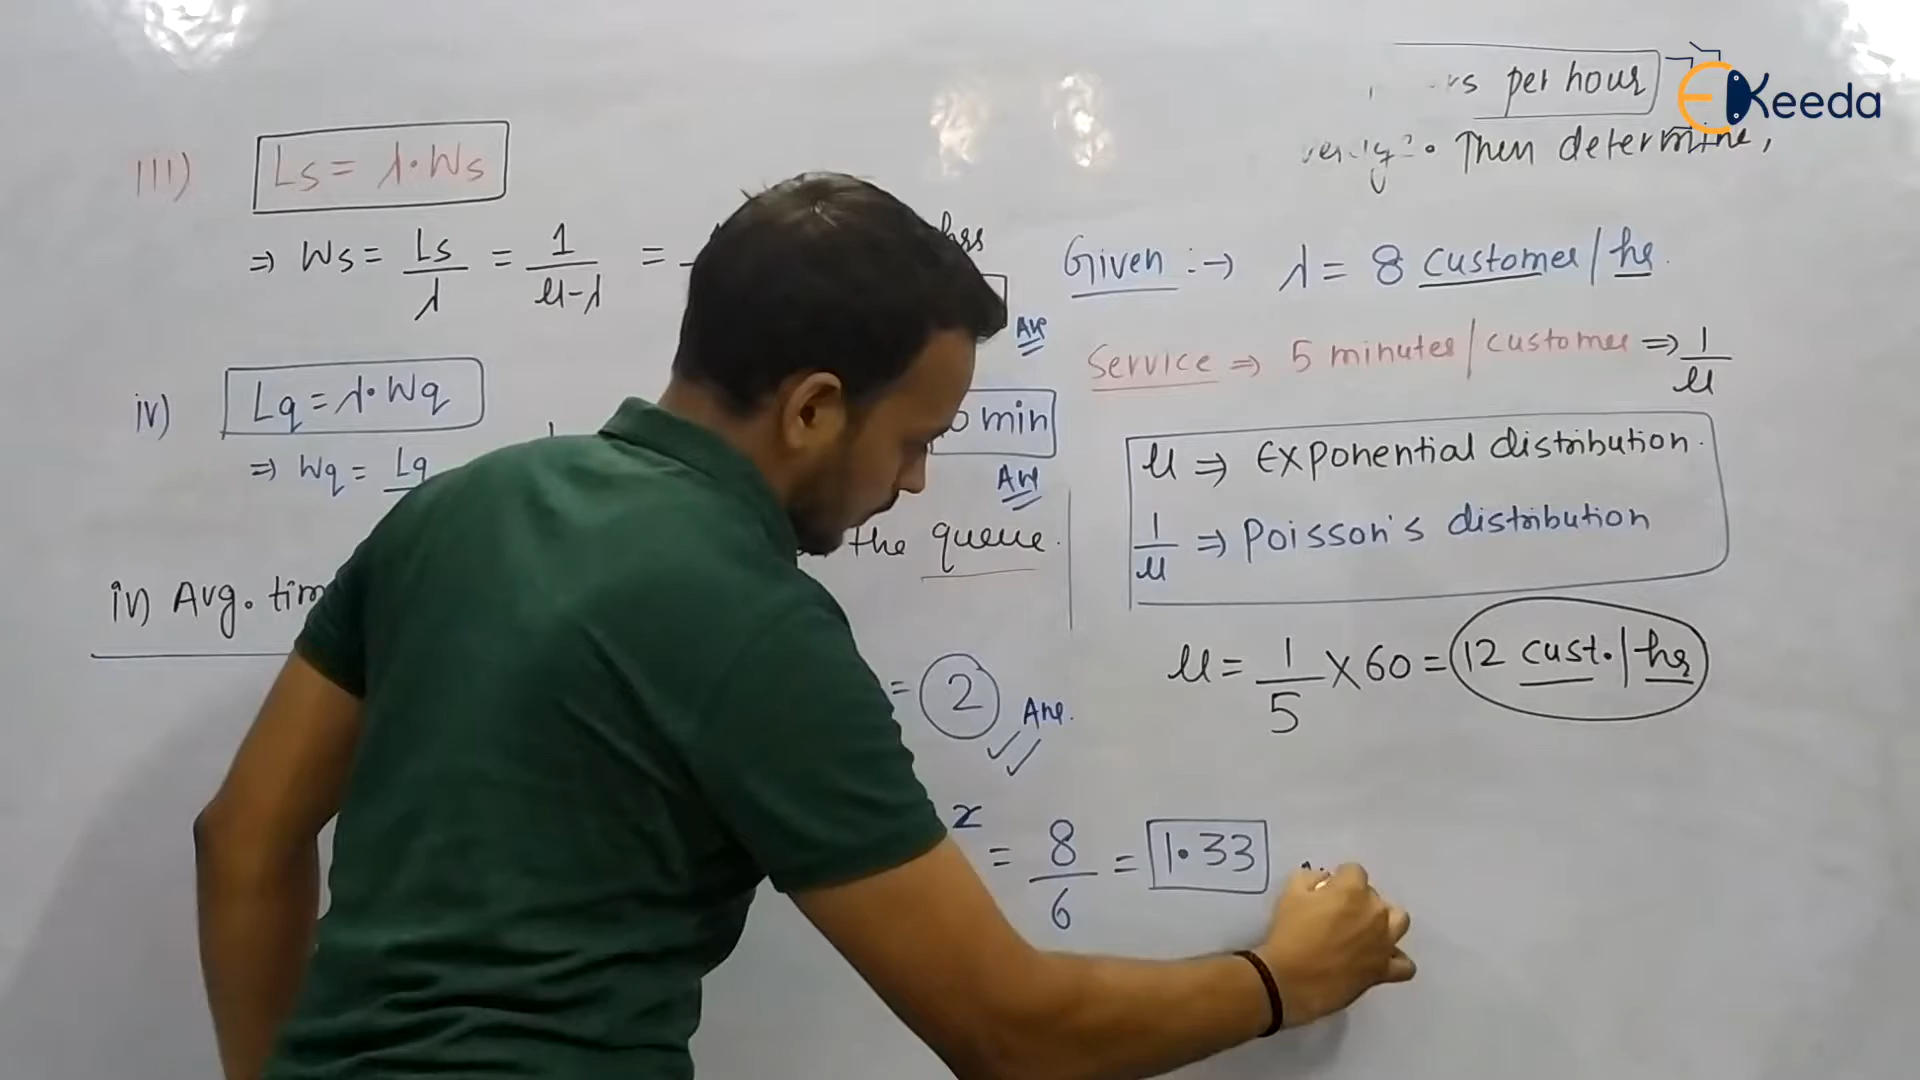 per hour
Keeda
Then determine,
III) Ls = λ·Ws
⇒ Ws = Ls/λ = 1/μ-λ =
hrs
Ans
iv) Lq = λ·Wq
min
⇒ Wq = Lq
Ans
the queue.
iv) Avg. tim
= 2 Ans.
= 8/6 = 1.33
Given :→ λ = 8 customer/hr.
Service ⇒ 5 minutes/customer ⇒ 1/μ
μ ⇒ Exponential distribution.
1/μ ⇒ Poisson's distribution
μ = 1/5 X 60 = 12 cust./hr